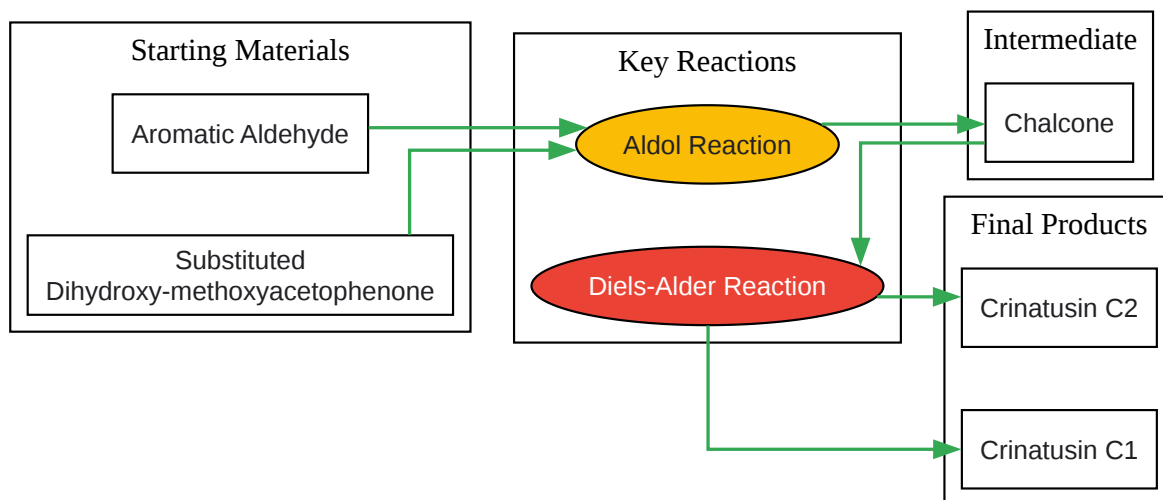 Starting Materials
Aromatic Aldehyde
Substituted
Dihydroxy-methoxyacetophenone
Key Reactions
Aldol Reaction
Diels-Alder Reaction
Intermediate
Chalcone
Final Products
Crinatusin C2
Crinatusin C1